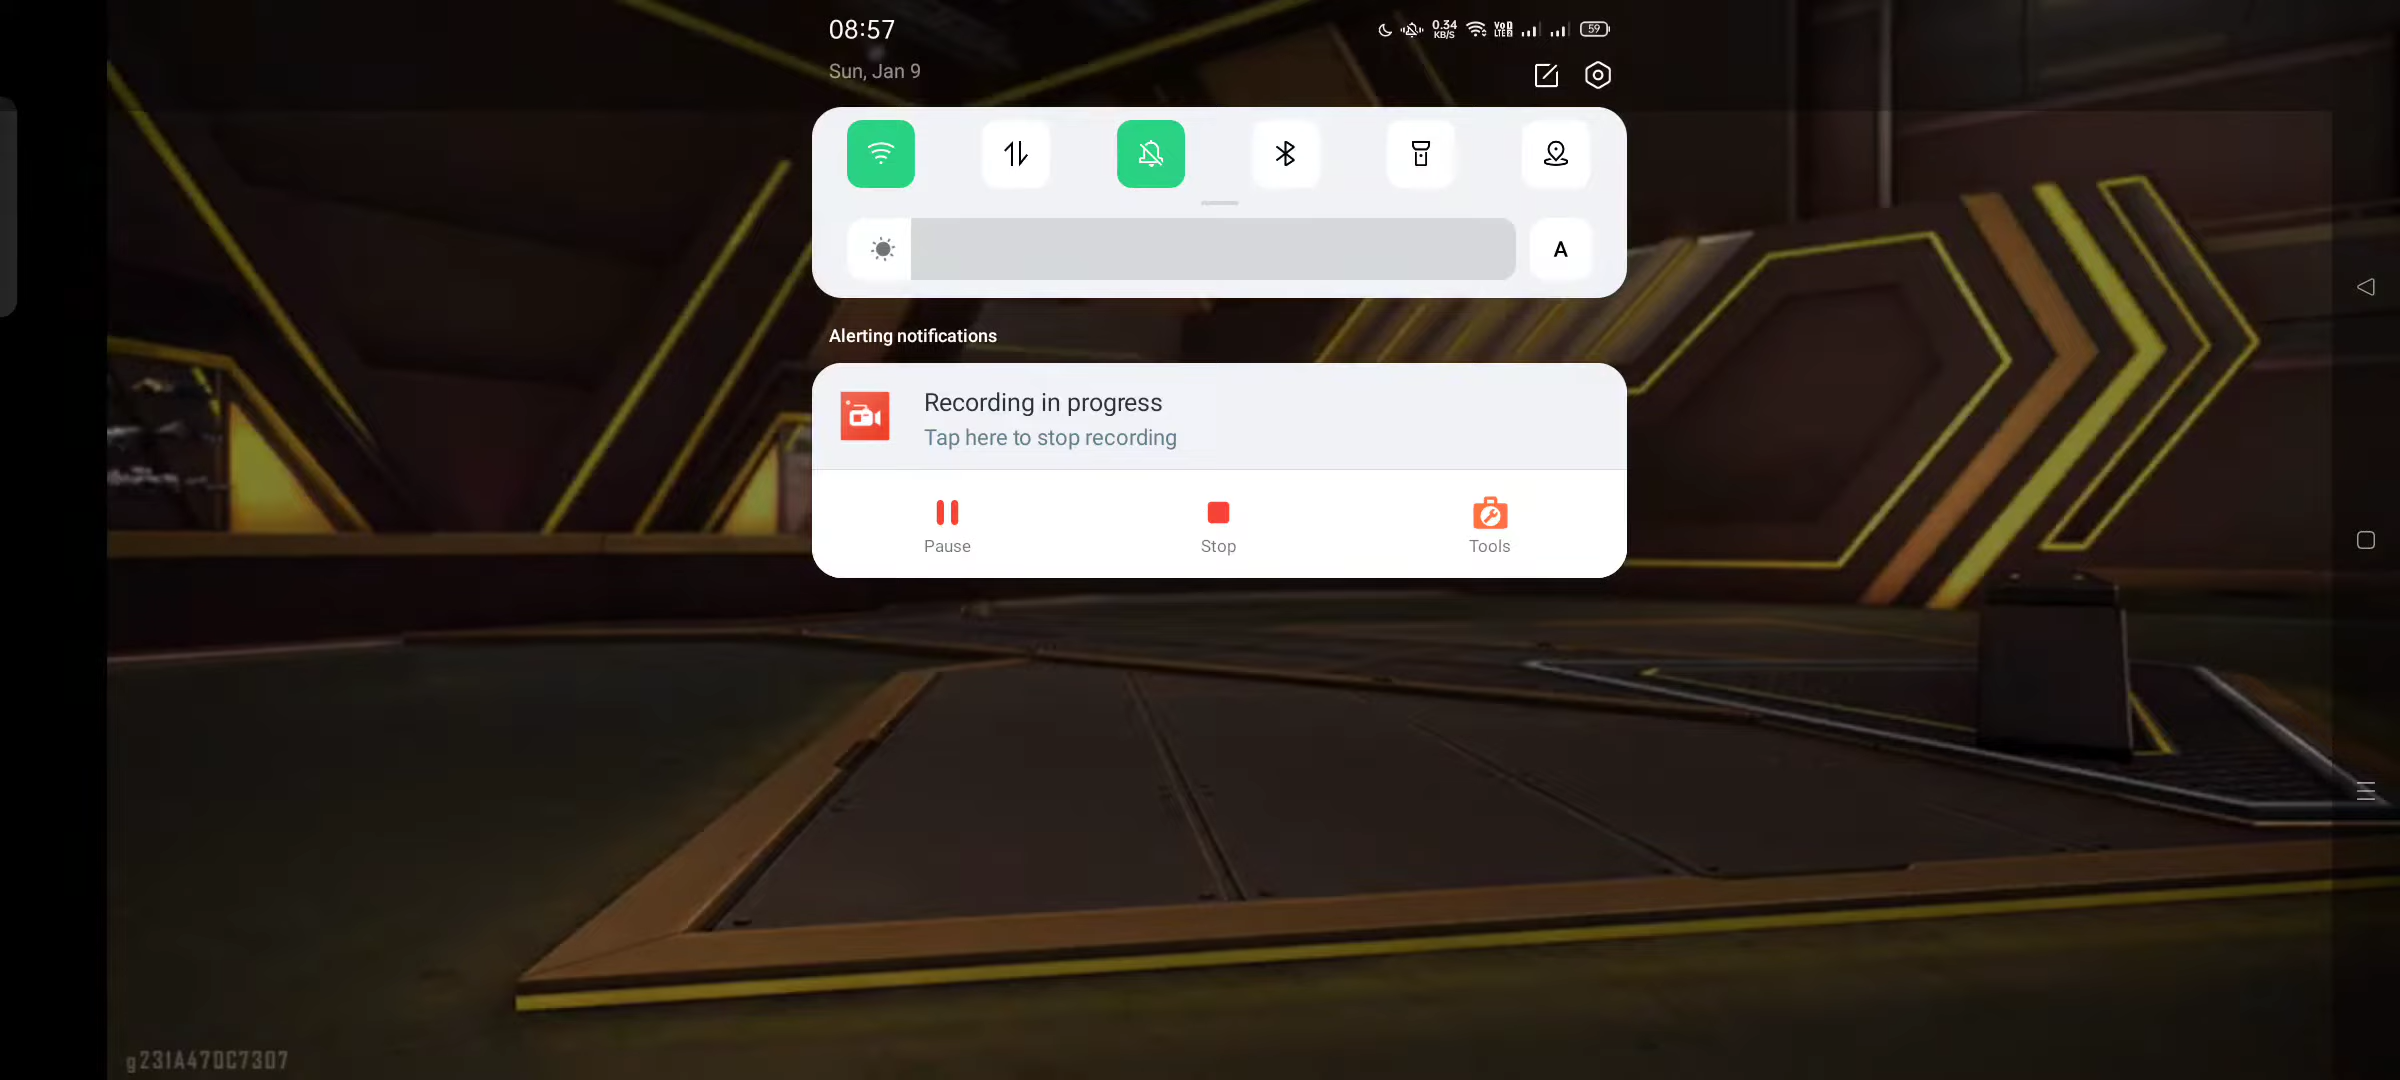 08:57
0.34
KB/S
59
Sun, Jan 9
A
Alerting notifications
Recording in progress
Tap here to stop recording
Pause
Stop
Tools
g231A470C7307